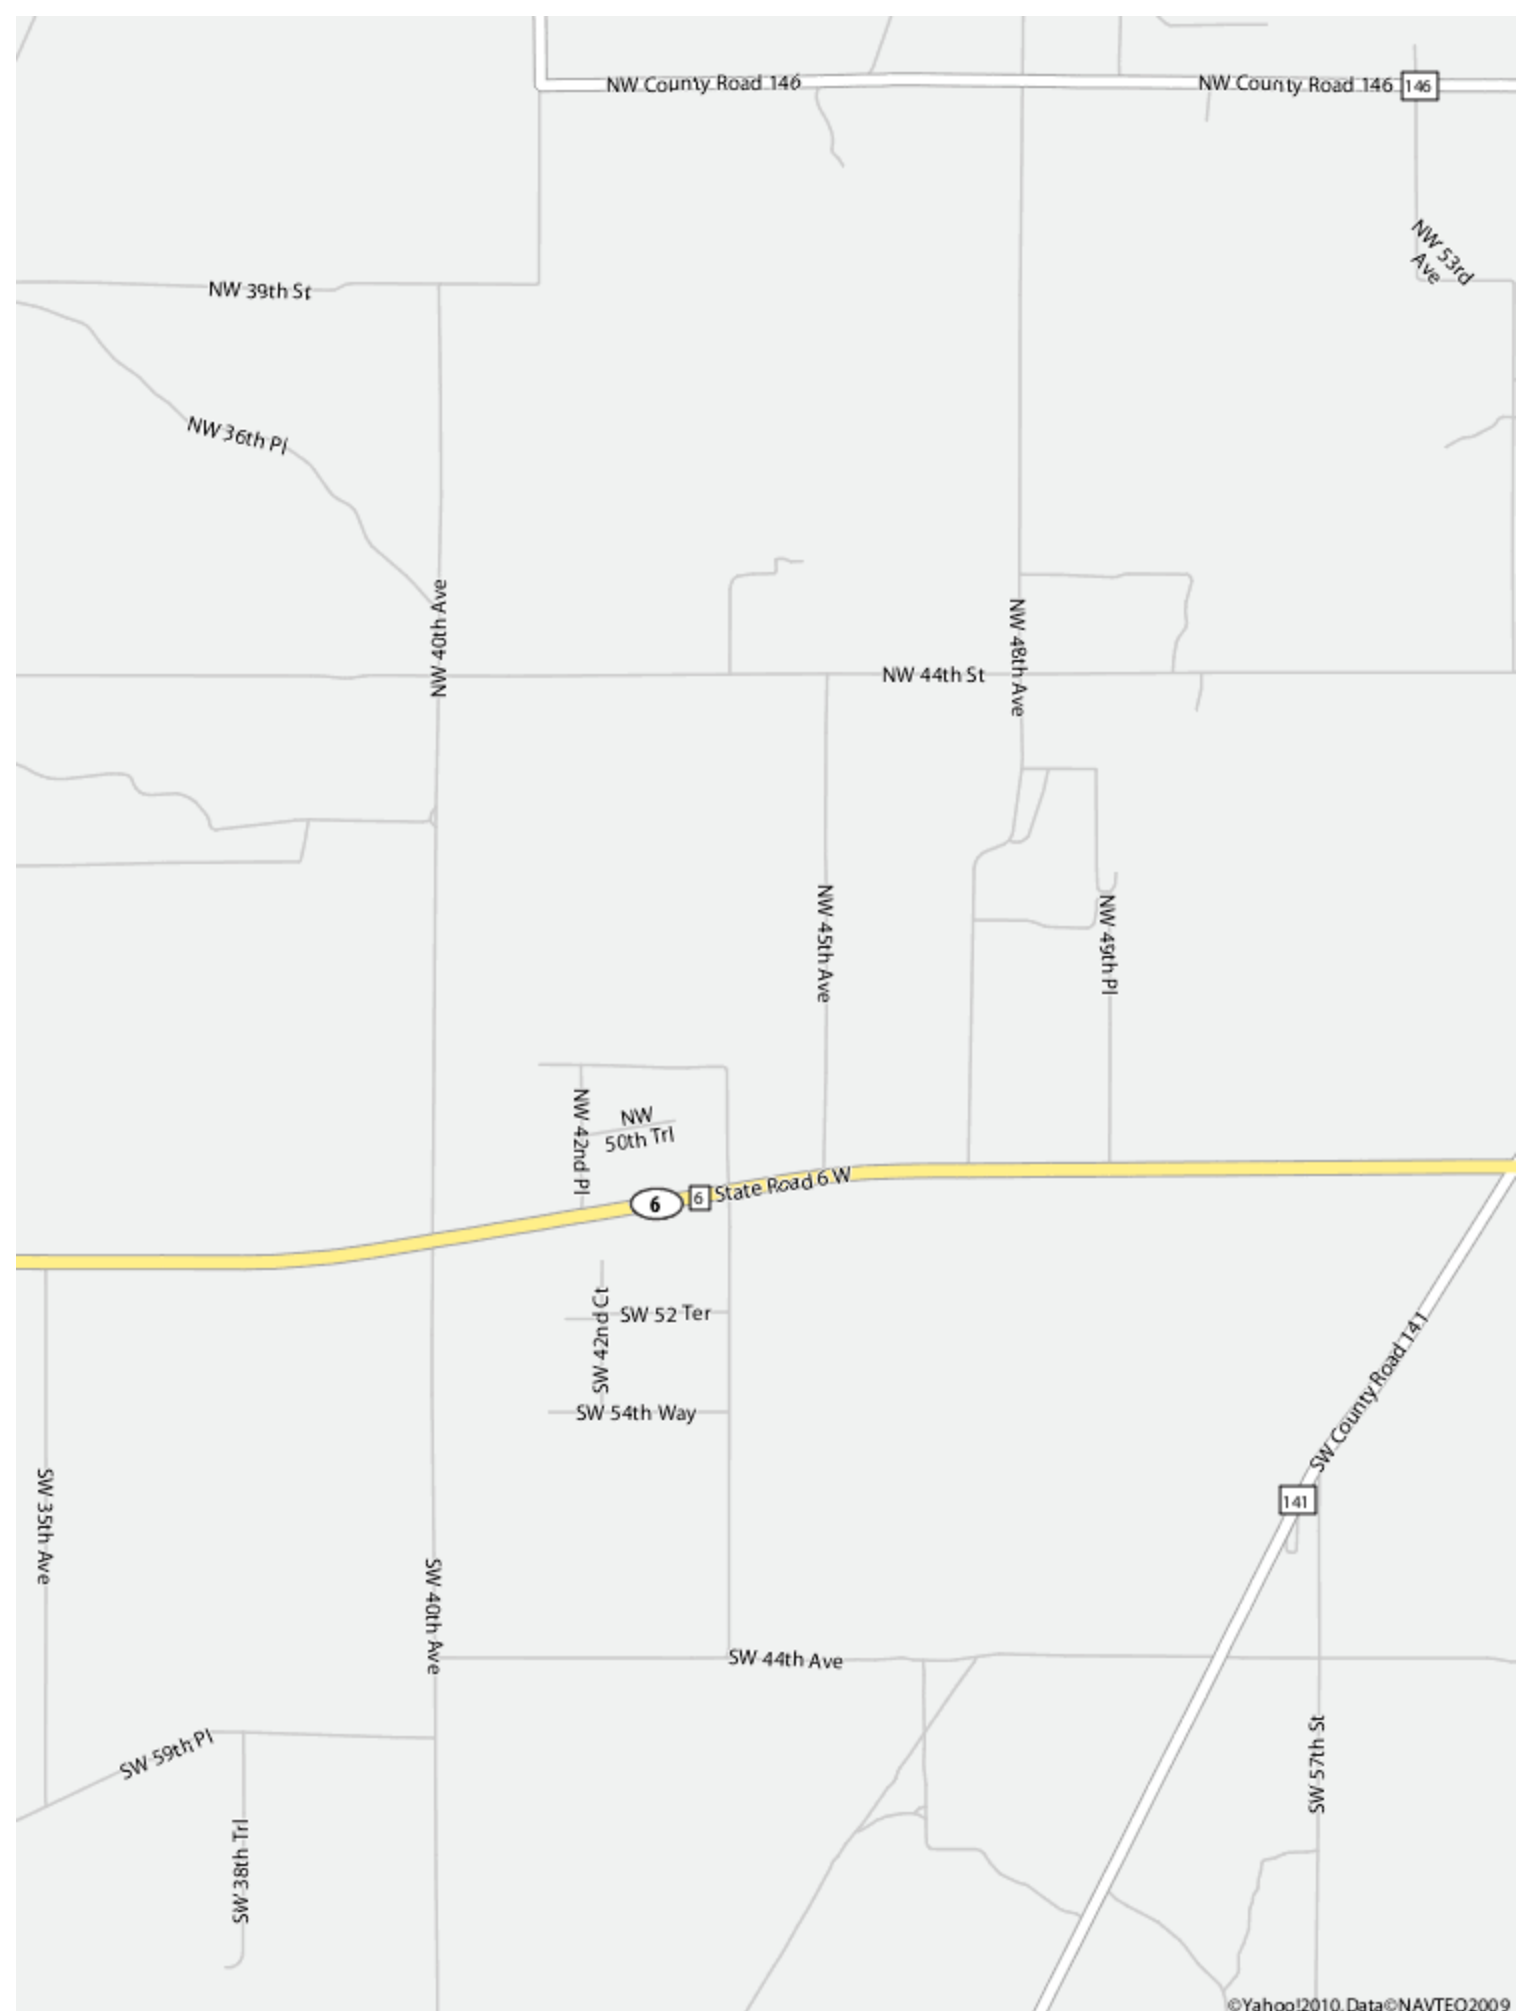 NW County Road 146
NW County Road 146
146
NW 53rd
Ave
NW 39th St
NW 36th Pl
NW 40th Ave
NW 48th Ave
NW 44th St
NW 45th Ave
NW 49th Pl
NW 42nd Pl
NW
50th Trl
6
6
State Road 6 W
SW 42nd Ct
SW 52 Ter
SW County Road 141
SW 54th Way
SW 35th Ave
141
SW 40th Ave
SW 44th Ave
SW 59th Pl
SW 57th St
SW 38th Trl
©Yahoo!2010, Data©NAVTEQ2009